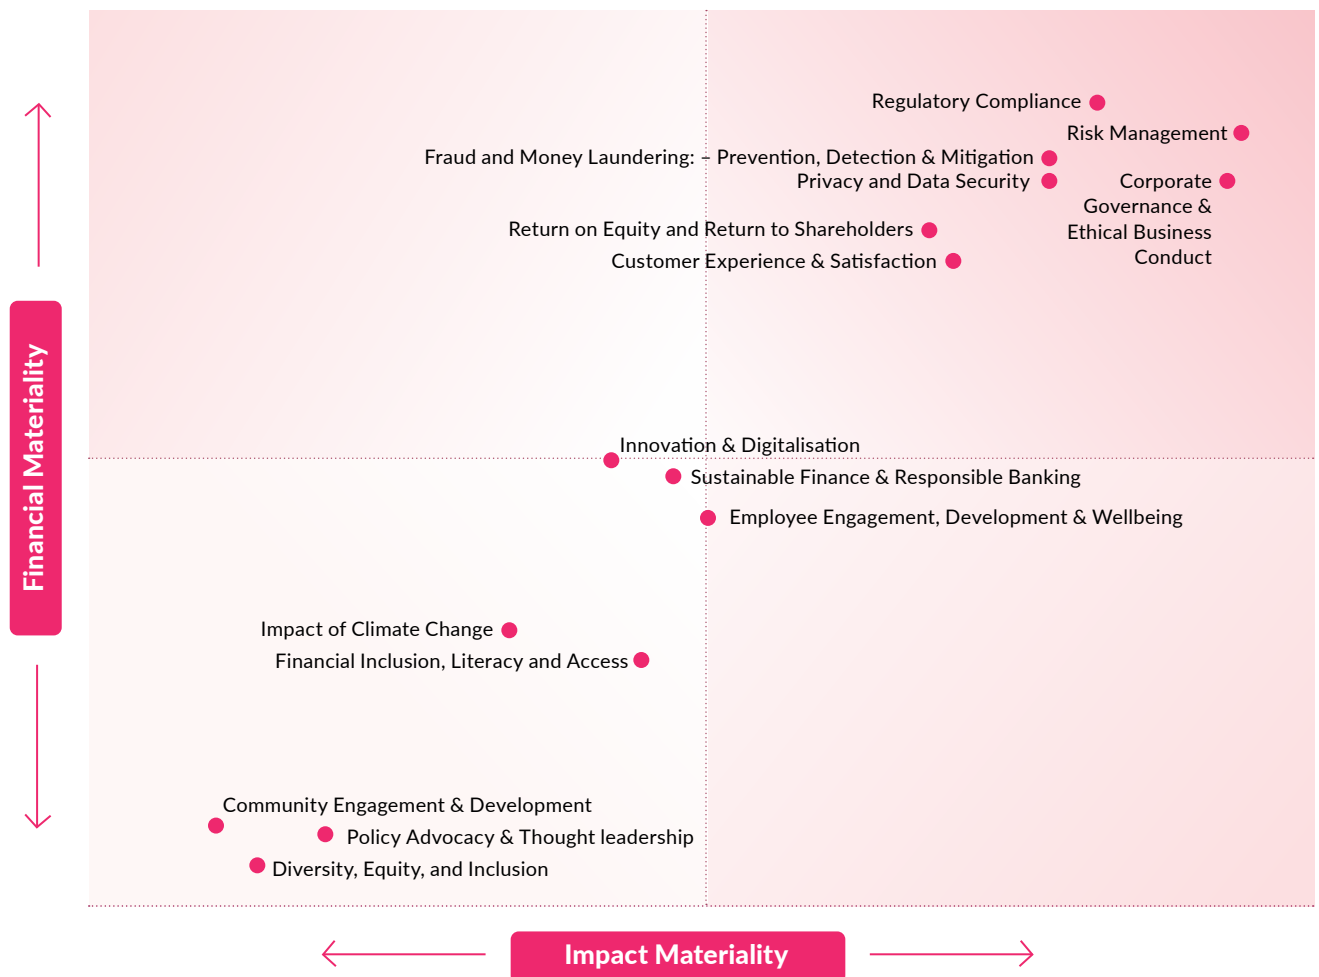 Regulatory Compliance
Risk Management
Fraud and Money Laundering: – Prevention, Detection & Mitigation
Privacy and Data Security
Corporate
Governance &
Ethical Business
Conduct
Return on Equity and Return to Shareholders
Customer Experience & Satisfaction
Financial Materiality
Innovation & Digitalisation
Sustainable Finance & Responsible Banking
Employee Engagement, Development & Wellbeing
Impact of Climate Change
Financial Inclusion, Literacy and Access
Community Engagement & Development
Policy Advocacy & Thought leadership
Diversity, Equity, and Inclusion
Impact Materiality